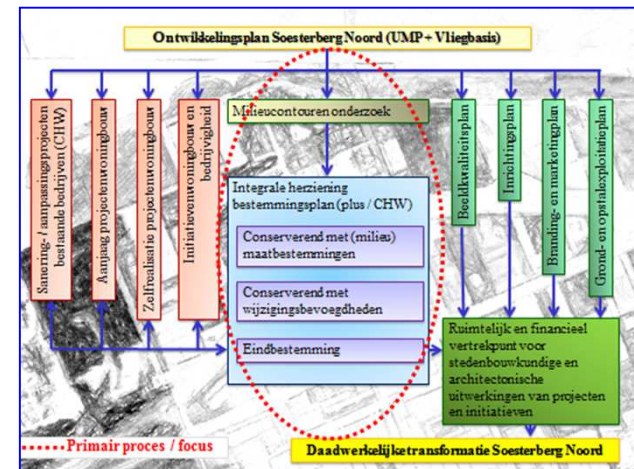 Ontwikkelingsplan Soesterberg Noord (UMP + Vliegbasis)
Sanering- / aanpassingsprojecten
bestaande bedrijven (CHW)
Aanjaag projectenwoningbouw
Zelfrealisatie projectenwoningbouw
Initiatievenwoningbouw en
bedrijvigheid
Milieucontouren onderzoek
Integrale herziening
bestemmingsplan (plus / CHW)
Conserverend met (milieu)
maatbestemmingen
Conserverend met
wijzigingsbevoegdheden
Eindbestemming
Beeldkwaliteitsplan
Inrichtingsplan
Branding- en marketingplan
Grond- en opstalexploitatieplan
Ruimtelijk en financieel
vertrekpunt voor
stedenbouwkundige en
architectonische
uitwerkingen van projecten
en initiatieven
Primair proces / focus
Daadwerkelijketransformatie Soesterberg Noord